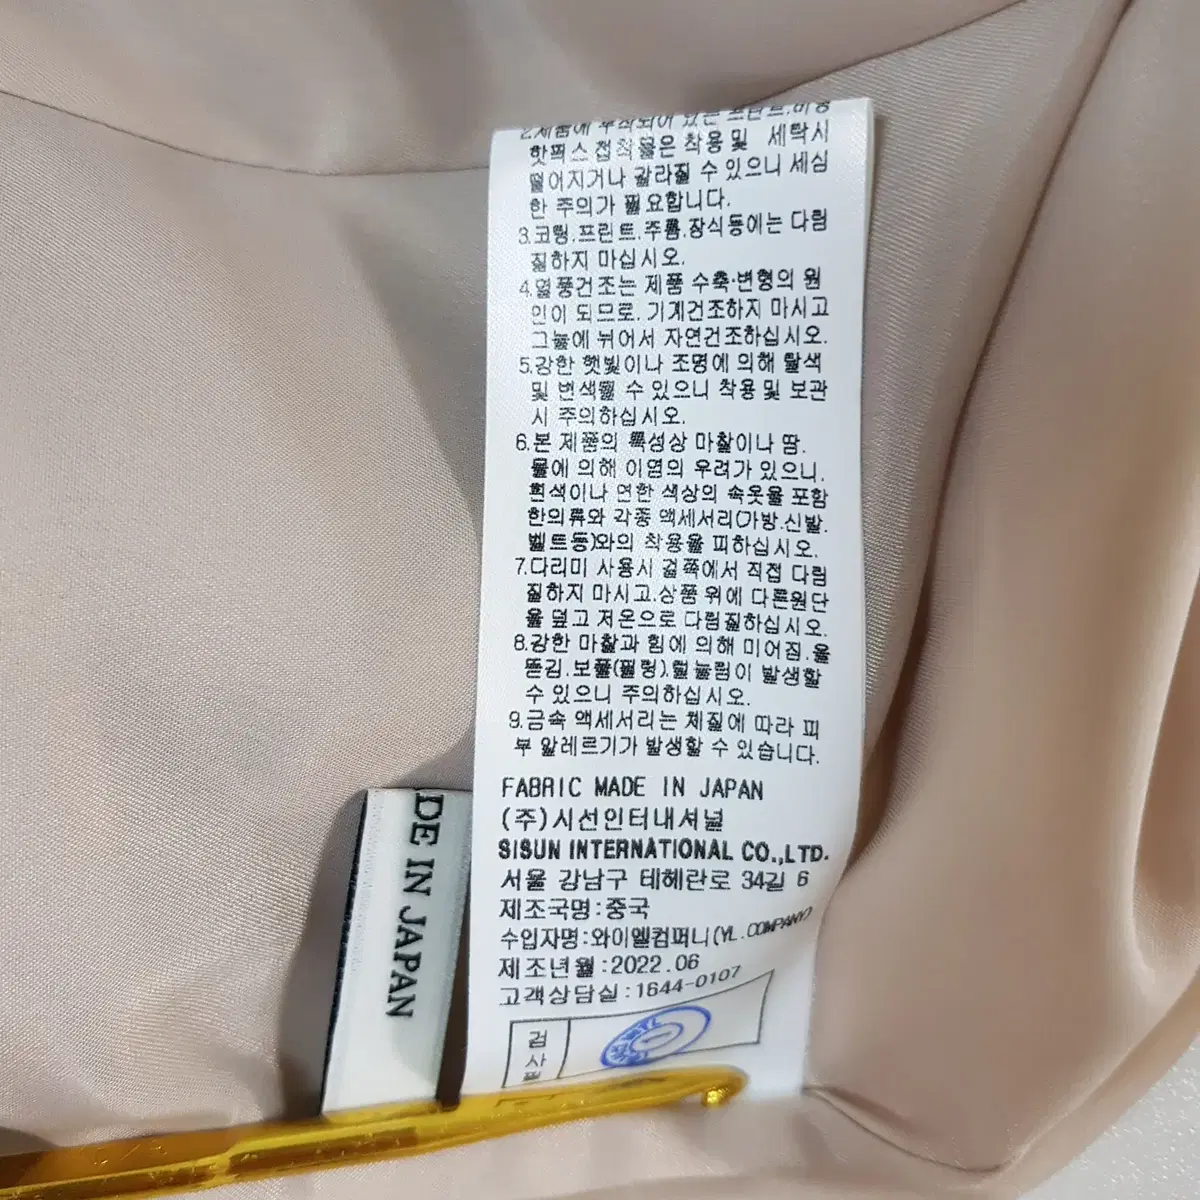 2.제품에 부착되어 있는 프린트.비즈
핫픽스 접착물은 착용 및 세탁시
떨어지거나 갈라질 수 있으니 세심
한 주의가 필요합니다.
3.코팅.프린트.주름.장식등에는 다림
질하지 마십시오.
4.열풍건조는 제품 수축·변형의 원
인이 되므로, 기계건조하지 마시고
그늘에 뉘어서 자연건조하십시오.
5.강한 햇빛이나 조명에 의해 탈색
및 변색될 수 있으니 착용 및 보관
시 주의하십시오.
6.본 제품의 특성상 마찰이나 땀.
물에 의해 이염의 우려가 있으니,
흰색이나 연한 색상의 속옷을 포함
한의류와 각종 액세서리(가방.신발.
벨트등)와의 착용을 피하십시오.
7.다리미 사용시 겉쪽에서 직접 다림
질하지 마시고.상품 위에 다른원단
을 덮고 저온으로 다림질하십시오.
8.강한 마찰과 힘에 의해 미어짐.올
뜯김.보풀(필링).털눌림이 발생할
수 있으니 주의하십시오.
9.금속 액세서리는 체질에 따라 피
부 알레르기가 발생할 수 있습니다.
FABRIC MADE IN JAPAN
(주)시선인터내셔널
SISUN INTERNATIONAL CO.,LTD.
서울 강남구 테헤란로 34길 6
제조국명:중국
수입자명:와이엘컴퍼니(YL.COMPANY)
제조년월:2022.06
고객상담실:1644-0107
검
사
필
DE IN JAPAN